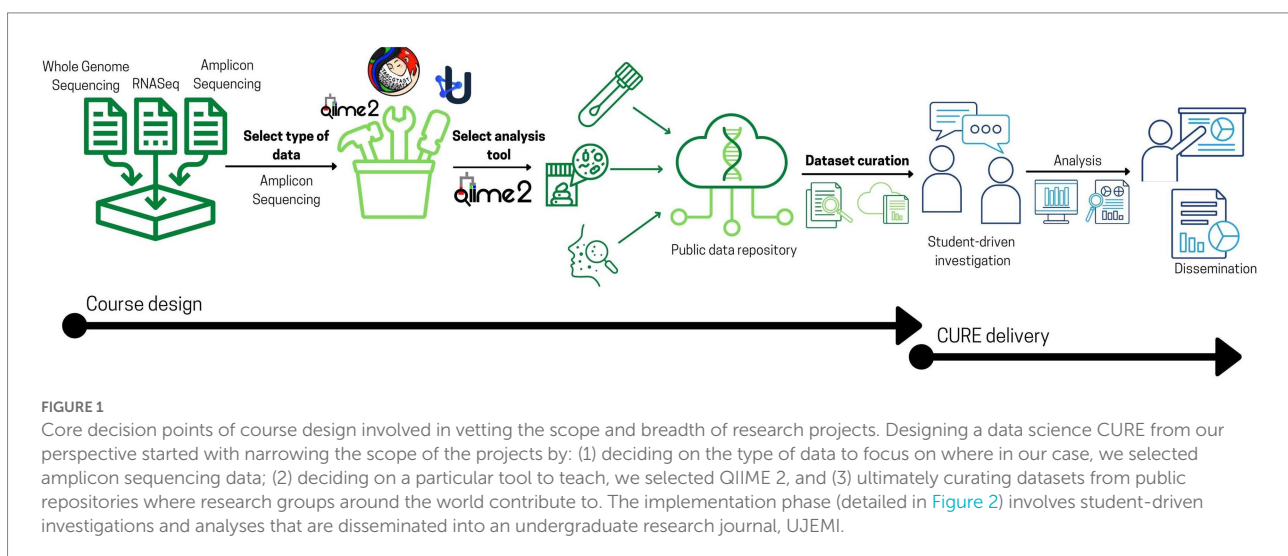 Whole Genome
Sequencing
RNASeq
Amplicon
Sequencing
Select type of
data
Amplicon
Sequencing
qiime2
Select analysis
tool
qiime2
Public data repository
Dataset curation
Student-driven
investigation
Analysis
Dissemination
Course design
CURE delivery
FIGURE 1
Core decision points of course design involved in vetting the scope and breadth of research projects. Designing a data science CURE from our
perspective started with narrowing the scope of the projects by: (1) deciding on the type of data to focus on where in our case, we selected
amplicon sequencing data; (2) deciding on a particular tool to teach, we selected QIIME 2, and (3) ultimately curating datasets from public
repositories where research groups around the world contribute to. The implementation phase (detailed in Figure 2) involves student-driven
investigations and analyses that are disseminated into an undergraduate research journal, UJEMI.